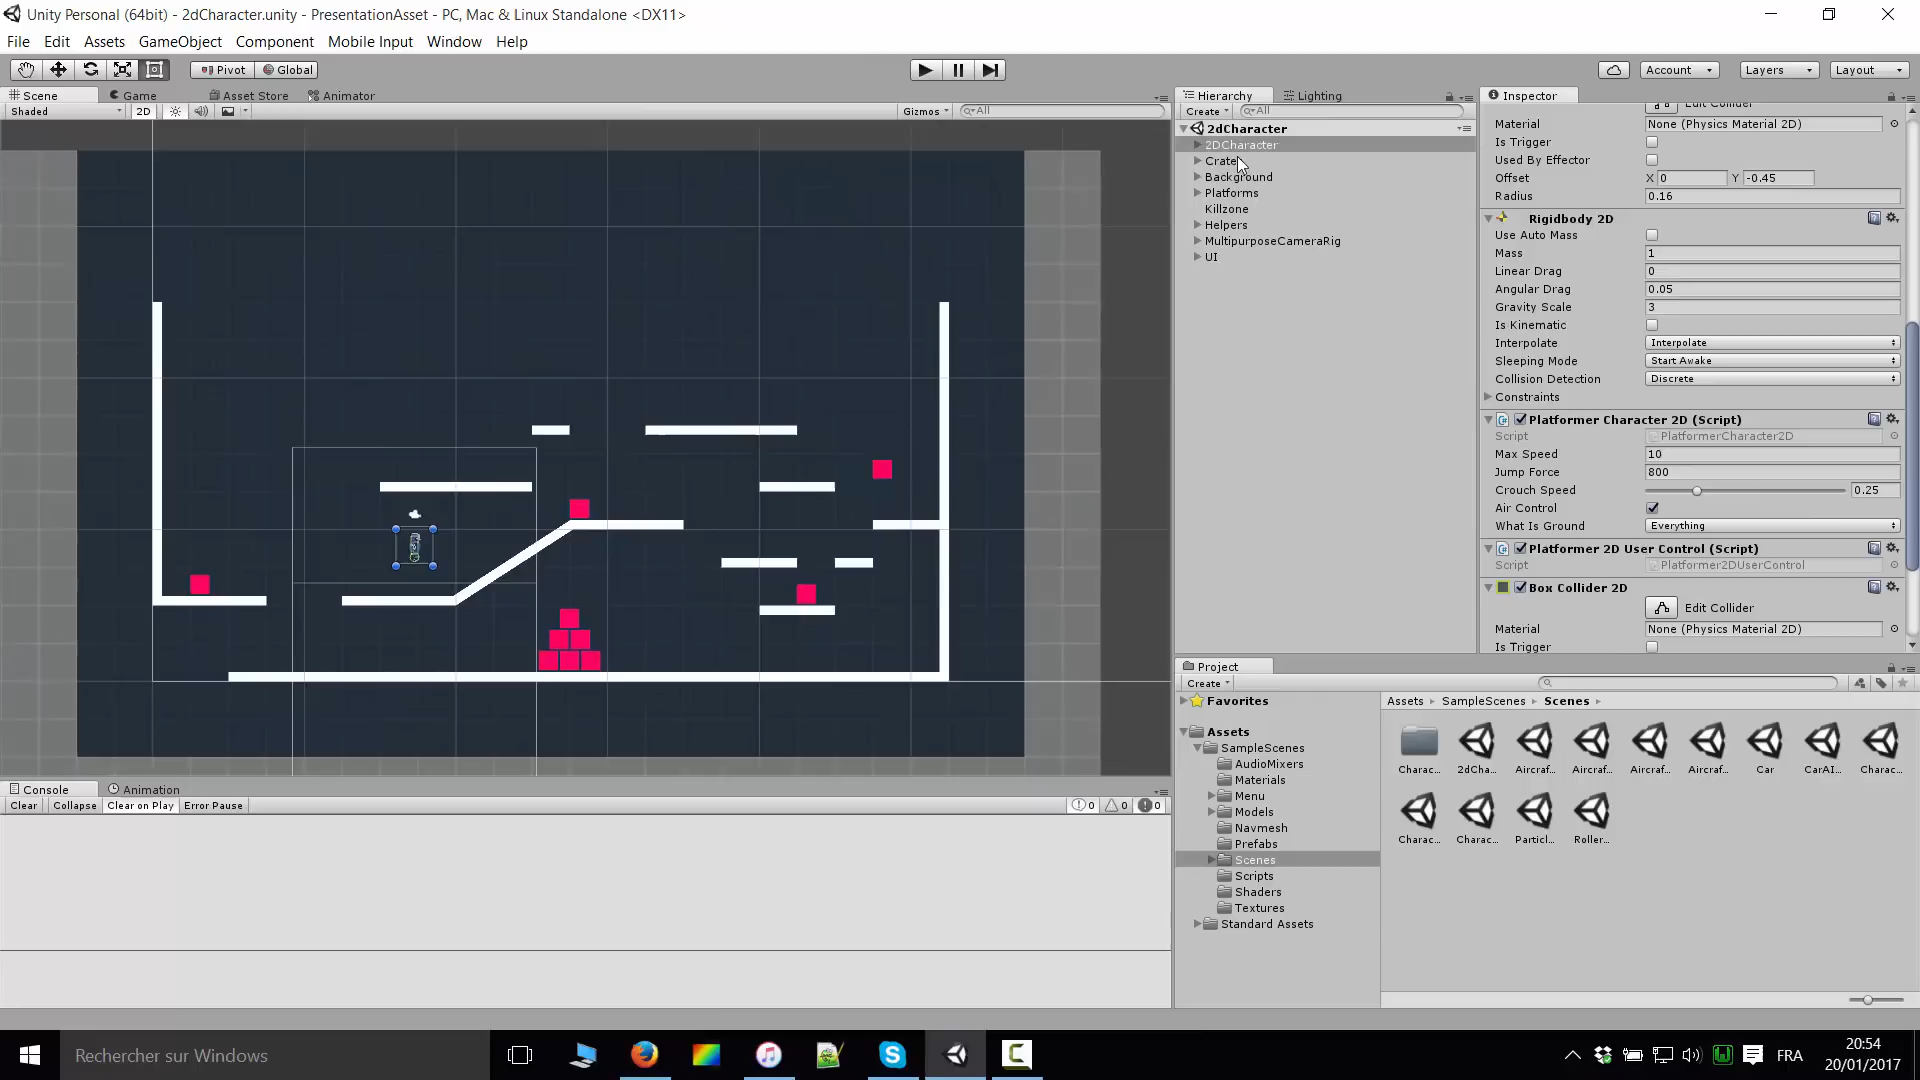 Unity Personal (64bit) - 2dCharacter.unity - PresentationAsset - PC, Mac & Linux Standalone <DX11>
File Edit Assets GameObject Component Mobile Input Window Help
Pivot Global Account Layers Layout
Scene Game Asset Store Animator
Shaded 2D Gizmos All
Hierarchy Lighting
Create All
2dCharacter
2DCharacter
Crate
Background
Platforms
Killzone
Helpers
MultipurposeCameraRig
UI
Inspector
Edit Collider
Material None (Physics Material 2D)
Is Trigger
Used By Effector
Offset X 0 Y -0.45
Radius 0.16
Rigidbody 2D
Use Auto Mass
Mass 1
Linear Drag 0
Angular Drag 0.05
Gravity Scale 3
Is Kinematic
Interpolate Interpolate
Sleeping Mode Start Awake
Collision Detection Discrete
Constraints
Platformer Character 2D (Script)
Script PlatformerCharacter2D
Max Speed 10
Jump Force 800
Crouch Speed 0.25
Air Control
What Is Ground Everything
Platformer 2D User Control (Script)
Script Platformer2DUserControl
Box Collider 2D
Edit Collider
Material None (Physics Material 2D)
Is Trigger
Project
Create
Favorites
Assets
SampleScenes
AudioMixers
Materials
Menu
Models
Navmesh
Prefabs
Scenes
Scripts
Shaders
Textures
Standard Assets
Assets SampleScenes Scenes
Charac... 2dCha... Aircraf... Aircraf... Aircraf... Aircraf... Car CarAI... Charac...
Charac... Charac... Particl... Roller...
Console Animation
Clear Collapse Clear on Play Error Pause 0 0 0
Rechercher sur Windows
FRA
20:54
20/01/2017